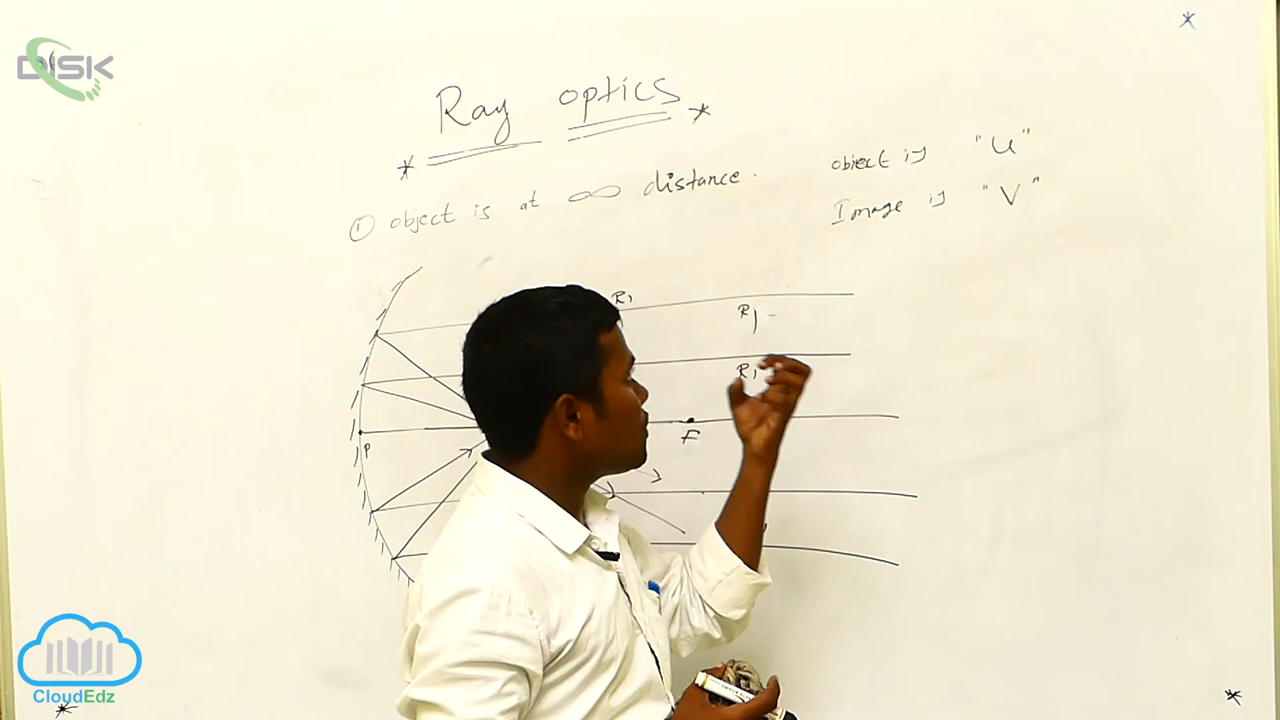 DISK
Ray optics
① object is at ∞ distance.
object is "u"
Image is "V"
R1
R1
R1
P
F
CloudEdz